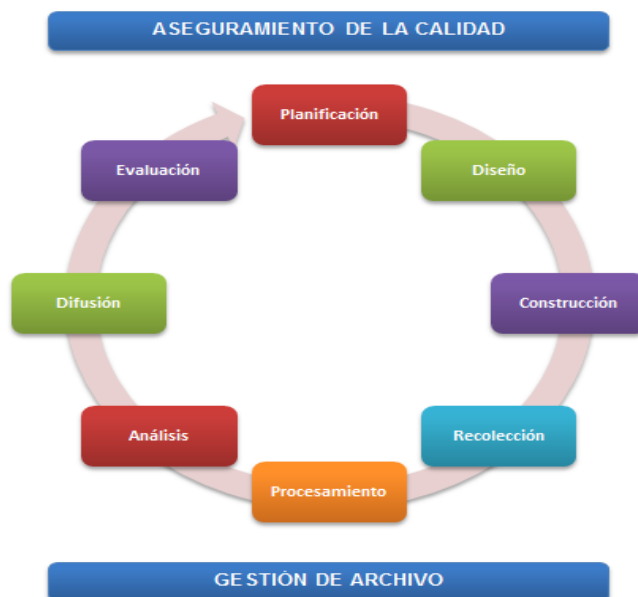 ASEGURAMIENTO DE LA CALIDAD
Planificación
Evaluación
Diseño
Difusión
Construcción
Análisis
Recolección
Procesamiento
GESTIÓN DE ARCHIVO